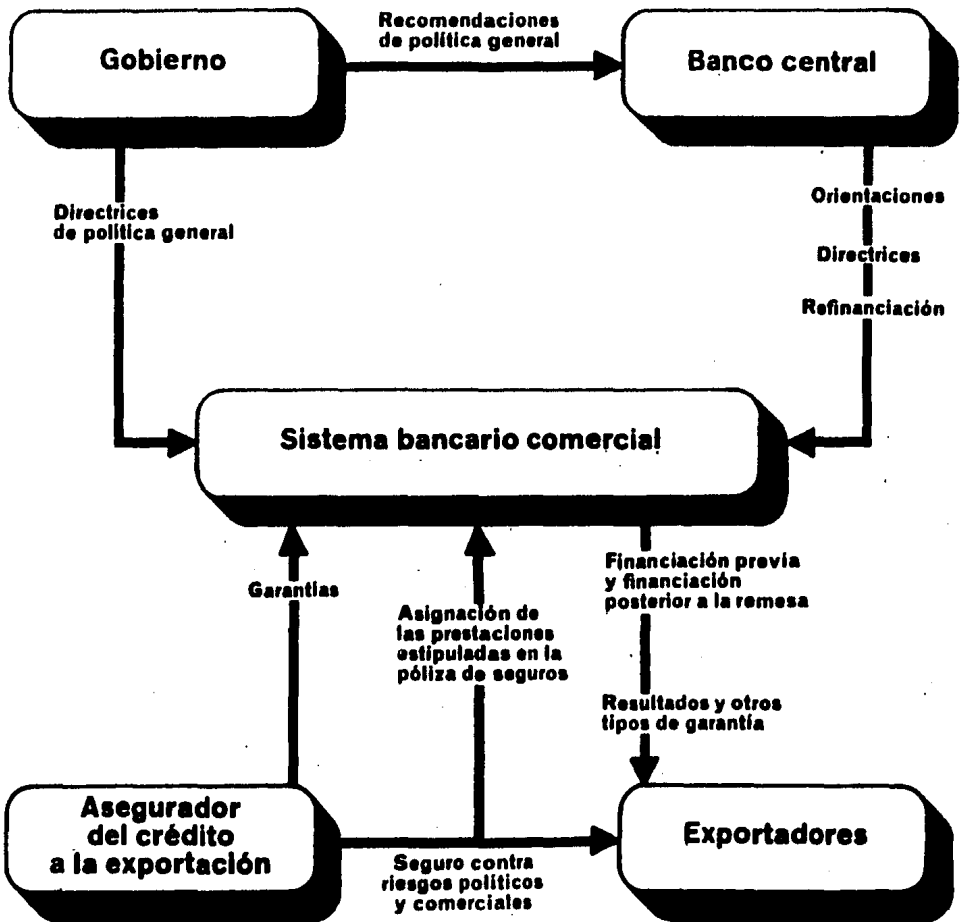 Recomendaciones
de política general
Gobierno
Banco central
Directrices
de política general
Orientaciones
Directrices
Refinanciación
Sistema bancario comercial
Garantías
Asignación de
las prestaciones
estipuladas en la
póliza de seguros
Financiación previa
y financiación
posterior a la remesa
Resultados y otros
tipos de garantía
Asegurador
del crédito
a la exportación
Seguro contra
riesgos políticos
y comerciales
Exportadores